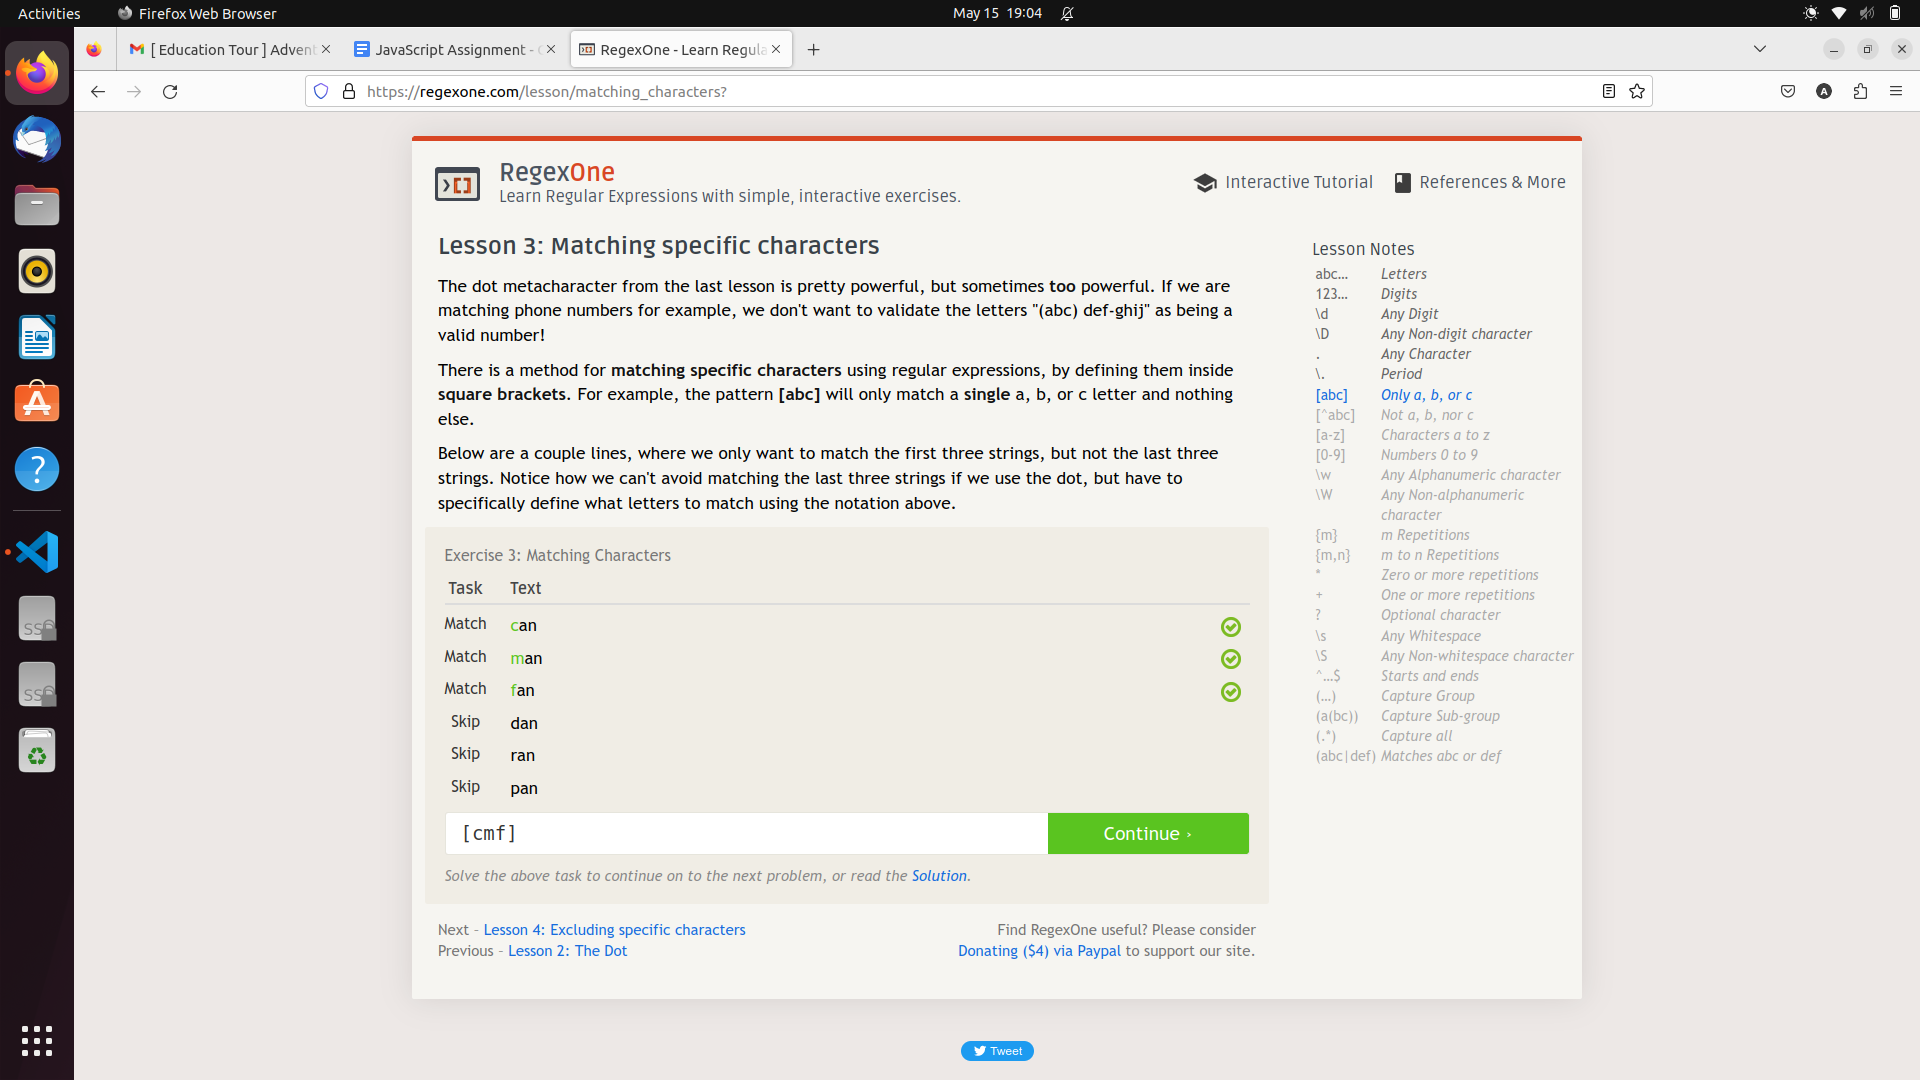 Activities
Firefox Web Browser
May 15 19:04
[ Education Tour ] Advent
JavaScript Assignment -
RegexOne - Learn Regula
https://regexone.com/lesson/matching_characters?
A
RegexOne
Learn Regular Expressions with simple, interactive exercises.
Interactive Tutorial
References & More
Lesson 3: Matching specific characters
The dot metacharacter from the last lesson is pretty powerful, but sometimes too powerful. If we are
matching phone numbers for example, we don't want to validate the letters "(abc) def-ghij" as being a
valid number!
There is a method for matching specific characters using regular expressions, by defining them inside
square brackets. For example, the pattern [abc] will only match a single a, b, or c letter and nothing
else.
Below are a couple lines, where we only want to match the first three strings, but not the last three
strings. Notice how we can't avoid matching the last three strings if we use the dot, but have to
specifically define what letters to match using the notation above.
Exercise 3: Matching Characters
Task Text
Match can
Match man
Match fan
Skip dan
Skip ran
Skip pan
[cmf]
Continue ›
Solve the above task to continue on to the next problem, or read the Solution.
Next - Lesson 4: Excluding specific characters
Previous - Lesson 2: The Dot
Find RegexOne useful? Please consider
Donating ($4) via Paypal to support our site.
Lesson Notes
abc… Letters
123… Digits
\d Any Digit
\D Any Non-digit character
. Any Character
\. Period
[abc] Only a, b, or c
[^abc] Not a, b, nor c
[a-z] Characters a to z
[0-9] Numbers 0 to 9
\w Any Alphanumeric character
\W Any Non-alphanumeric
character
{m} m Repetitions
{m,n} m to n Repetitions
* Zero or more repetitions
+ One or more repetitions
? Optional character
\s Any Whitespace
\S Any Non-whitespace character
^…$ Starts and ends
(…) Capture Group
(a(bc)) Capture Sub-group
(.*) Capture all
(abc|def) Matches abc or def
Tweet